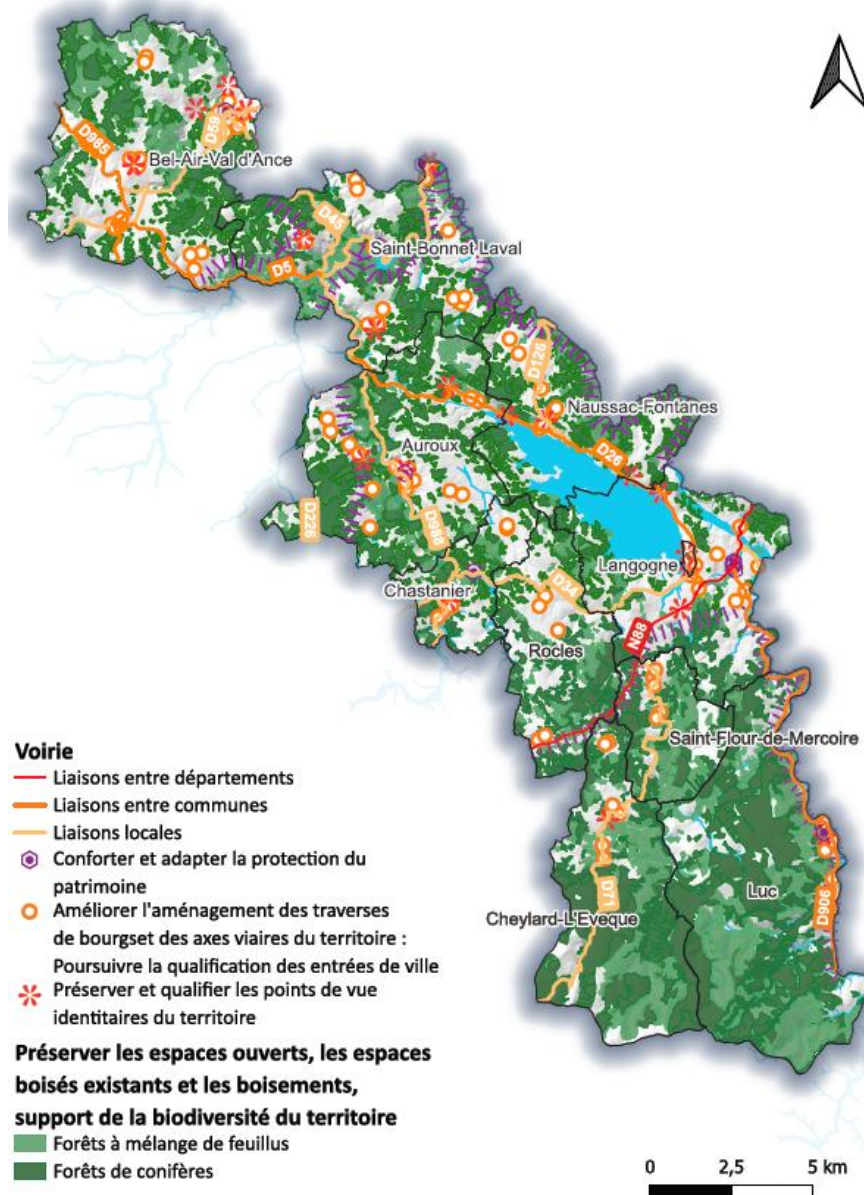 D985
D59
Bel-Air-Val d'Ance
D45
Saint-Bonnet Laval
D5
D126
Naussac-Fontanes
D26
Auroux
D226
D988
Langogne
Chastanier
D34
N88
Rocles
Saint-Flour-de-Mercoire
D71
Luc
Cheylard-L'Eveque
D906
Voirie
Liaisons entre départements
Liaisons entre communes
Liaisons locales
Conforter et adapter la protection du
patrimoine
Améliorer l'aménagement des traverses
de bourgset des axes viaires du territoire :
Poursuivre la qualification des entrées de ville
Préserver et qualifier les points de vue
identitaires du territoire
Préserver les espaces ouverts, les espaces
boisés existants et les boisements,
support de la biodiversité du territoire
Forêts à mélange de feuillus
Forêts de conifères
0 2,5 5 km